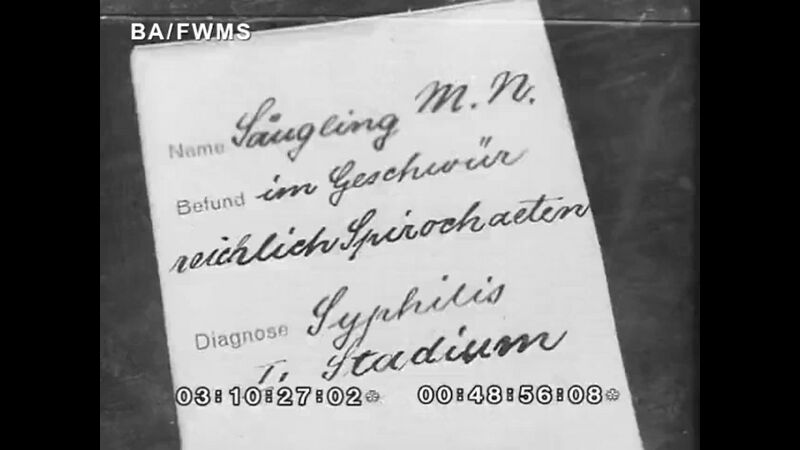 BA/FWMS
Name Säugling M. N.
Befund im Geschwür
reichlich Spirochaeten
Diagnose Syphilis
I. Stadium
03:10:27:02* 00:48:56:08*